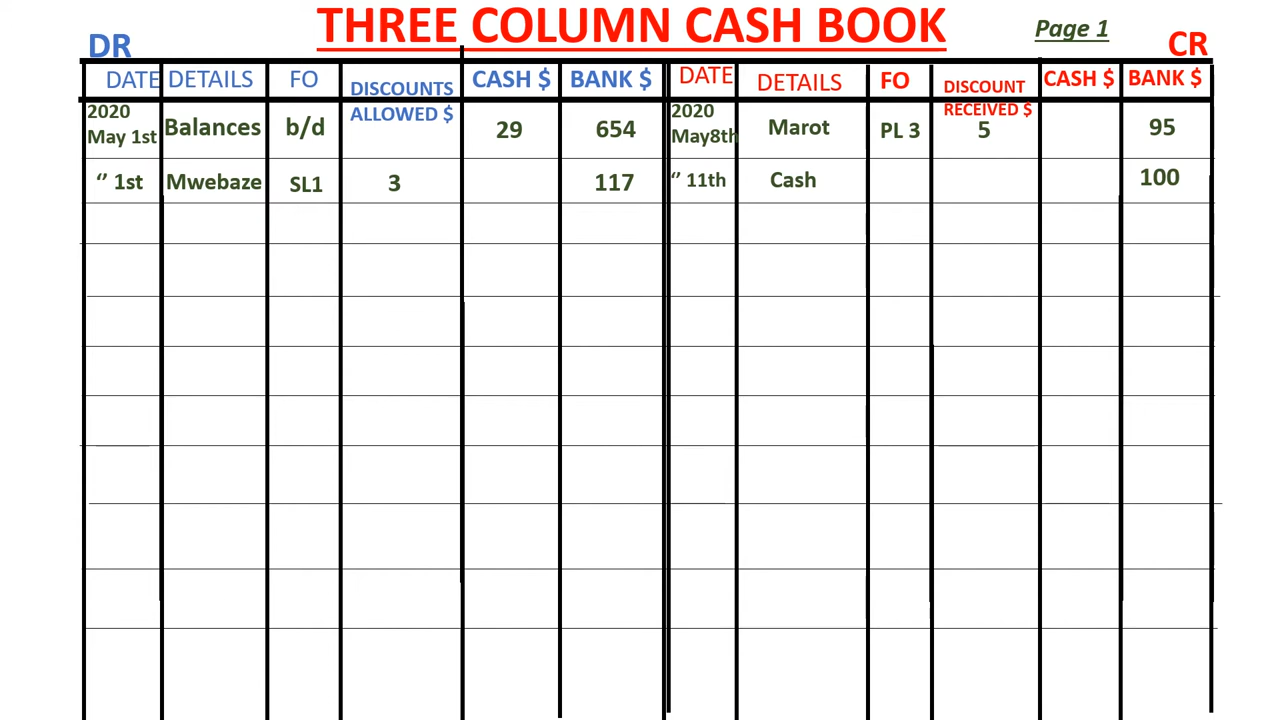 THREE COLUMN CASH BOOK
Page 1
DR
CR
DATE DETAILS FO DISCOUNTS ALLOWED $ CASH $ BANK $ DATE DETAILS FO DISCOUNT RECEIVED $ CASH $ BANK $
2020 May 1st Balances b/d 29 654 2020 May8th Marot PL 3 5 95
‘’ 1st Mwebaze SL1 3 117 ‘’ 11th Cash 100